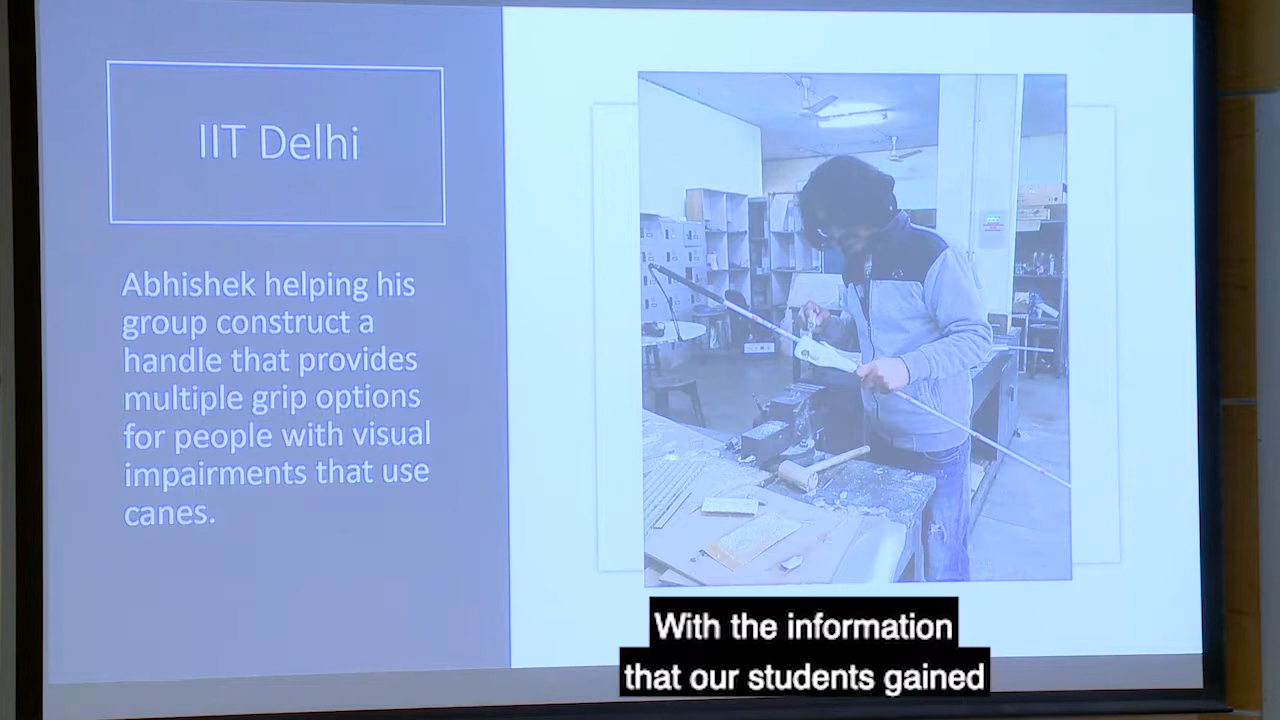 IIT Delhi
Abhishek helping his
group construct a
handle that provides
multiple grip options
for people with visual
impairments that use
canes.
With the information
that our students gained